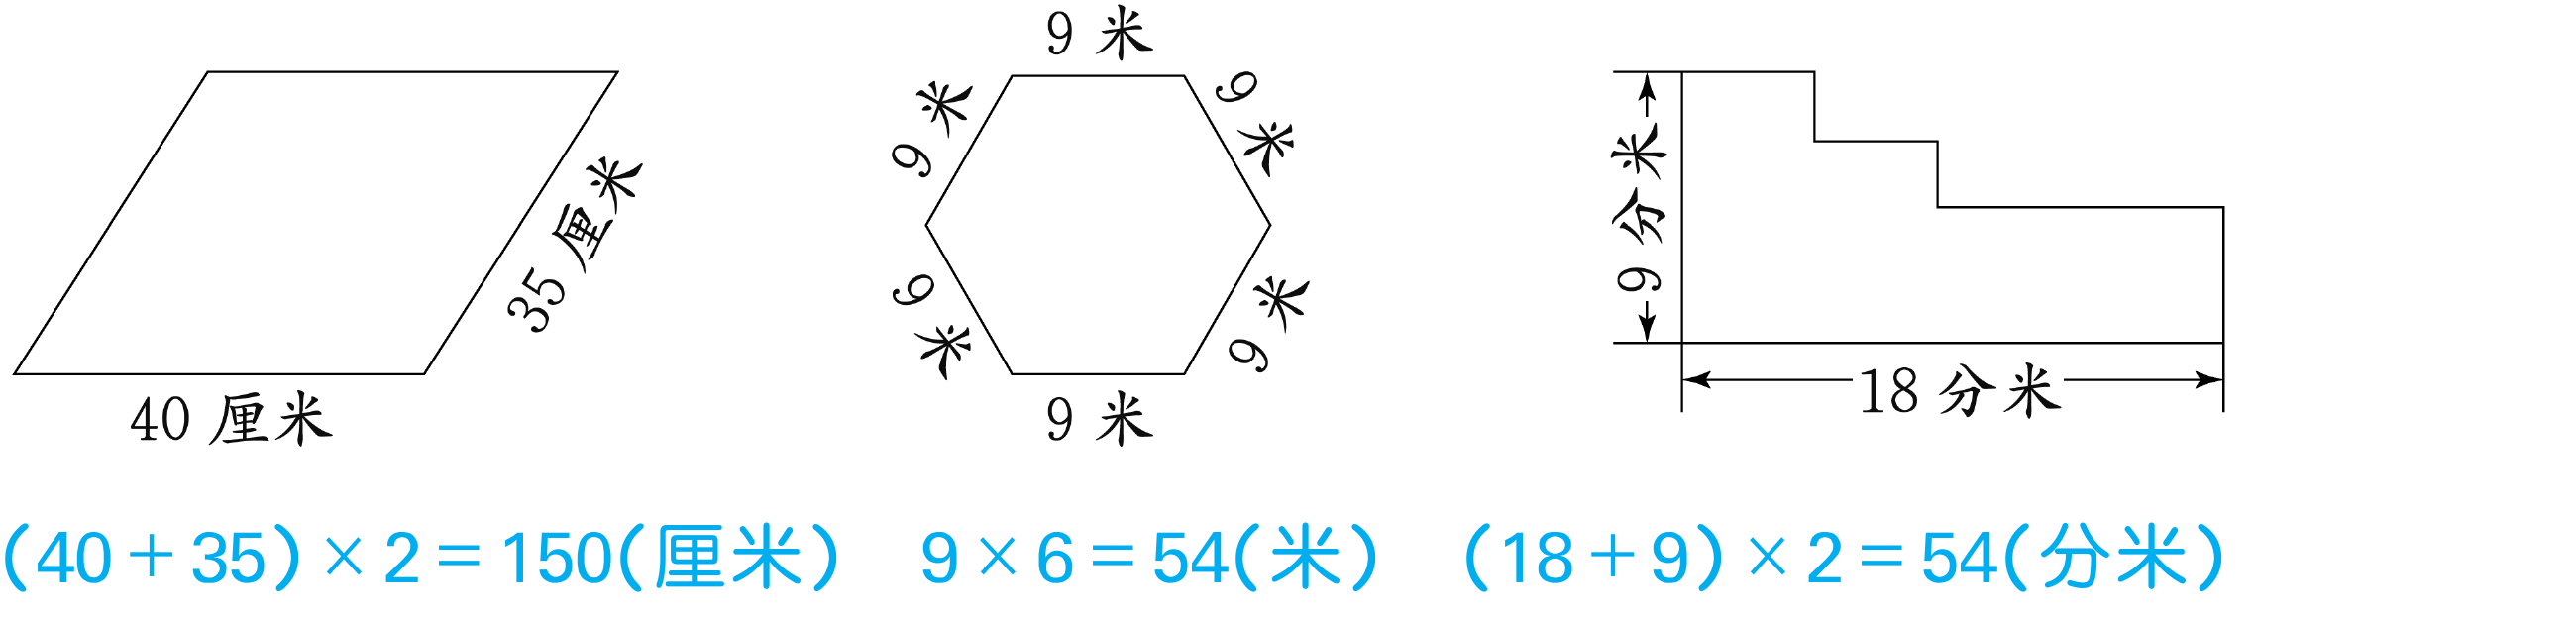 40 厘米
35 厘米
9 米
9 米
9 米
9 米
9 米
9 米
9 分米
18 分米
(40+35)×2=150(厘米) 9×6=54(米) (18+9)×2=54(分米)